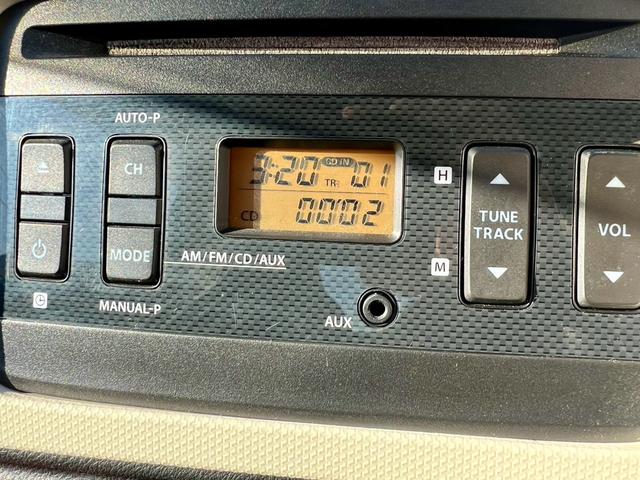 AUTO-P
CH
MODE
AM/FM/CD/AUX
MANUAL-P
CD IN
3:20 TR 01
CD 0002
AUX
H
M
TUNE
TRACK
VOL